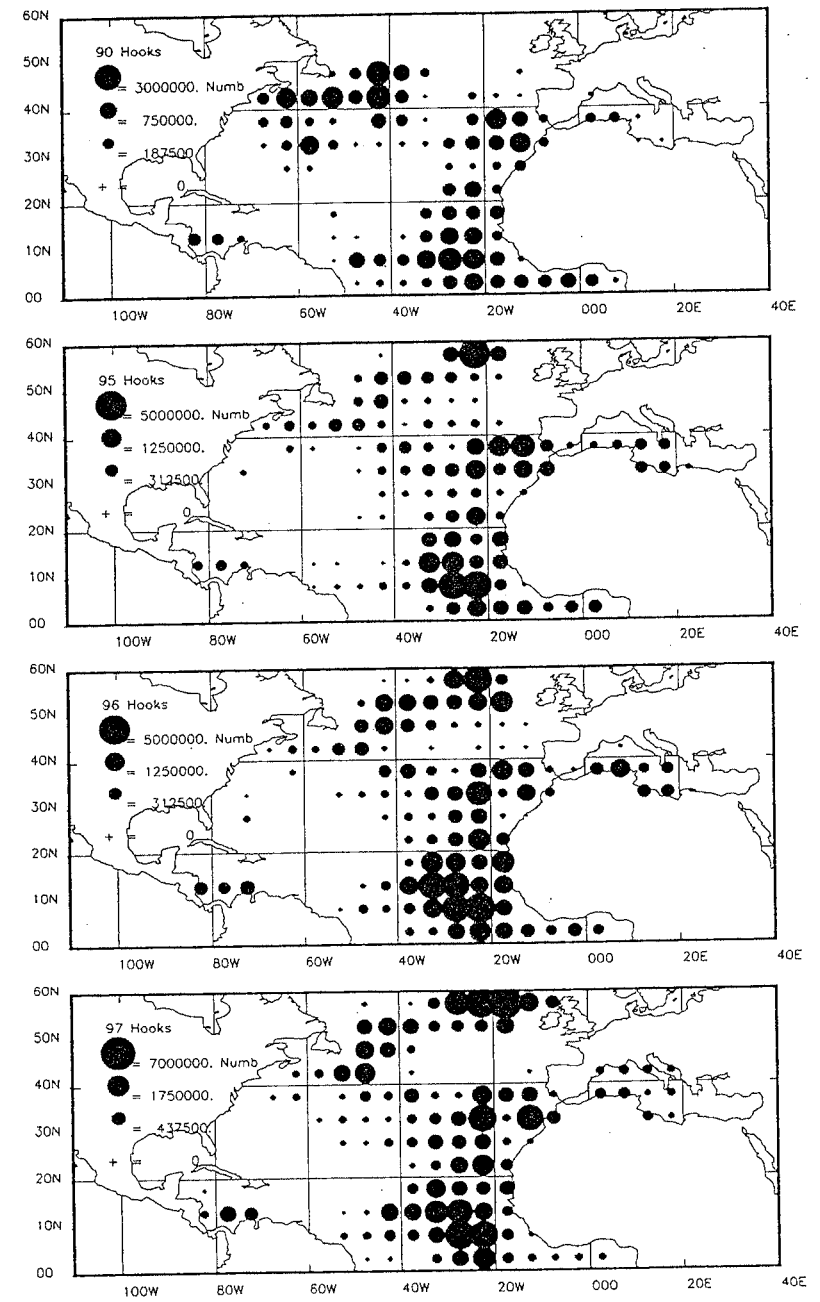 60N
90 Hooks
50N
= 3000000. Numb
40N
= 750000.
30N
= 187500
+ = 0
20N
10N
00
100W 80W 60W 40W 20W 000 20E 40E
60N
95 Hooks
50N
= 5000000. Numb
40N
= 1250000.
30N
= 312500
+ = 0
20N
10N
00
100W 80W 60W 40W 20W 000 20E 40E
60N
96 Hooks
50N
= 5000000. Numb
40N
= 1250000.
30N
= 312500
+ = 0
20N
10N
00
100W 80W 60W 40W 20W 000 20E 40E
60N
97 Hooks
50N
= 7000000. Numb
40N
= 1750000.
30N
= 437500
+ = 0
20N
10N
00
100W 80W 60W 40W 20W 000 20E 40E